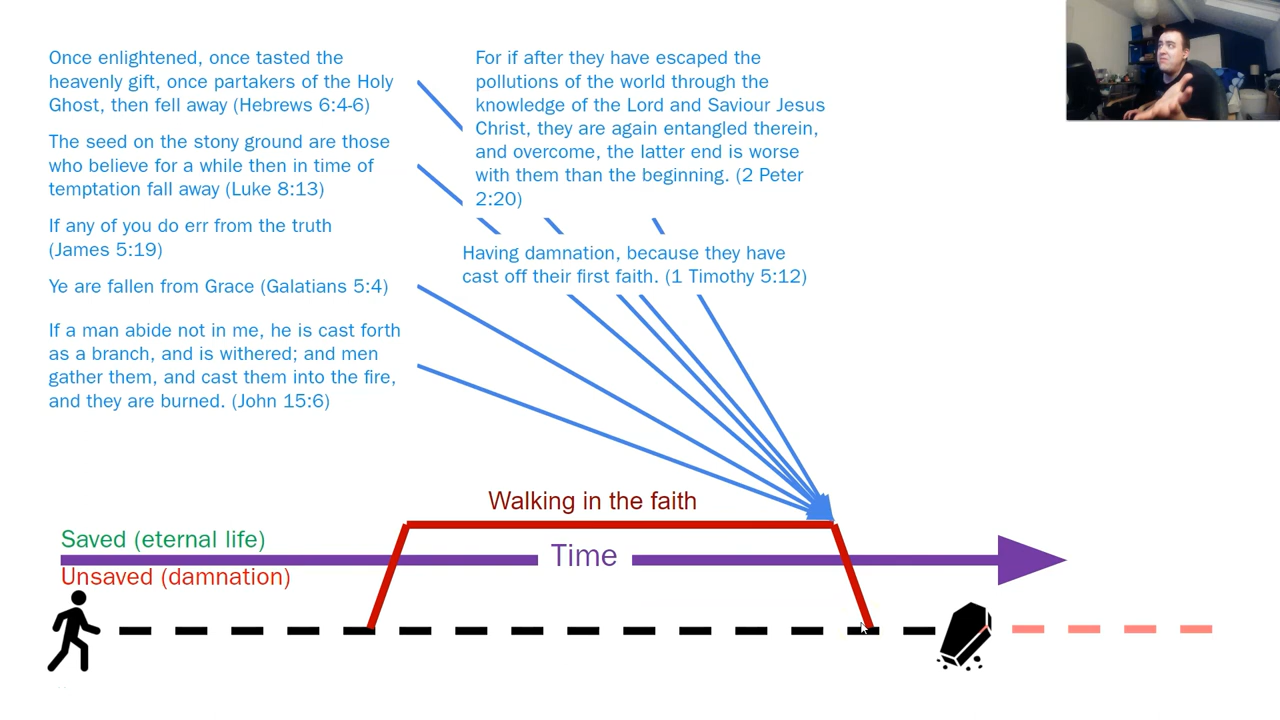 Once enlightened, once tasted the
heavenly gift, once partakers of the Holy
Ghost, then fell away (Hebrews 6:4-6)
The seed on the stony ground are those
who believe for a while then in time of
temptation fall away (Luke 8:13)
If any of you do err from the truth
(James 5:19)
Ye are fallen from Grace (Galatians 5:4)
If a man abide not in me, he is cast forth
as a branch, and is withered; and men
gather them, and cast them into the fire,
and they are burned. (John 15:6)
For if after they have escaped the
pollutions of the world through the
knowledge of the Lord and Saviour Jesus
Christ, they are again entangled therein,
and overcome, the latter end is worse
with them than the beginning. (2 Peter
2:20)
Having damnation, because they have
cast off their first faith. (1 Timothy 5:12)
Walking in the faith
Saved (eternal life)
Time
Unsaved (damnation)